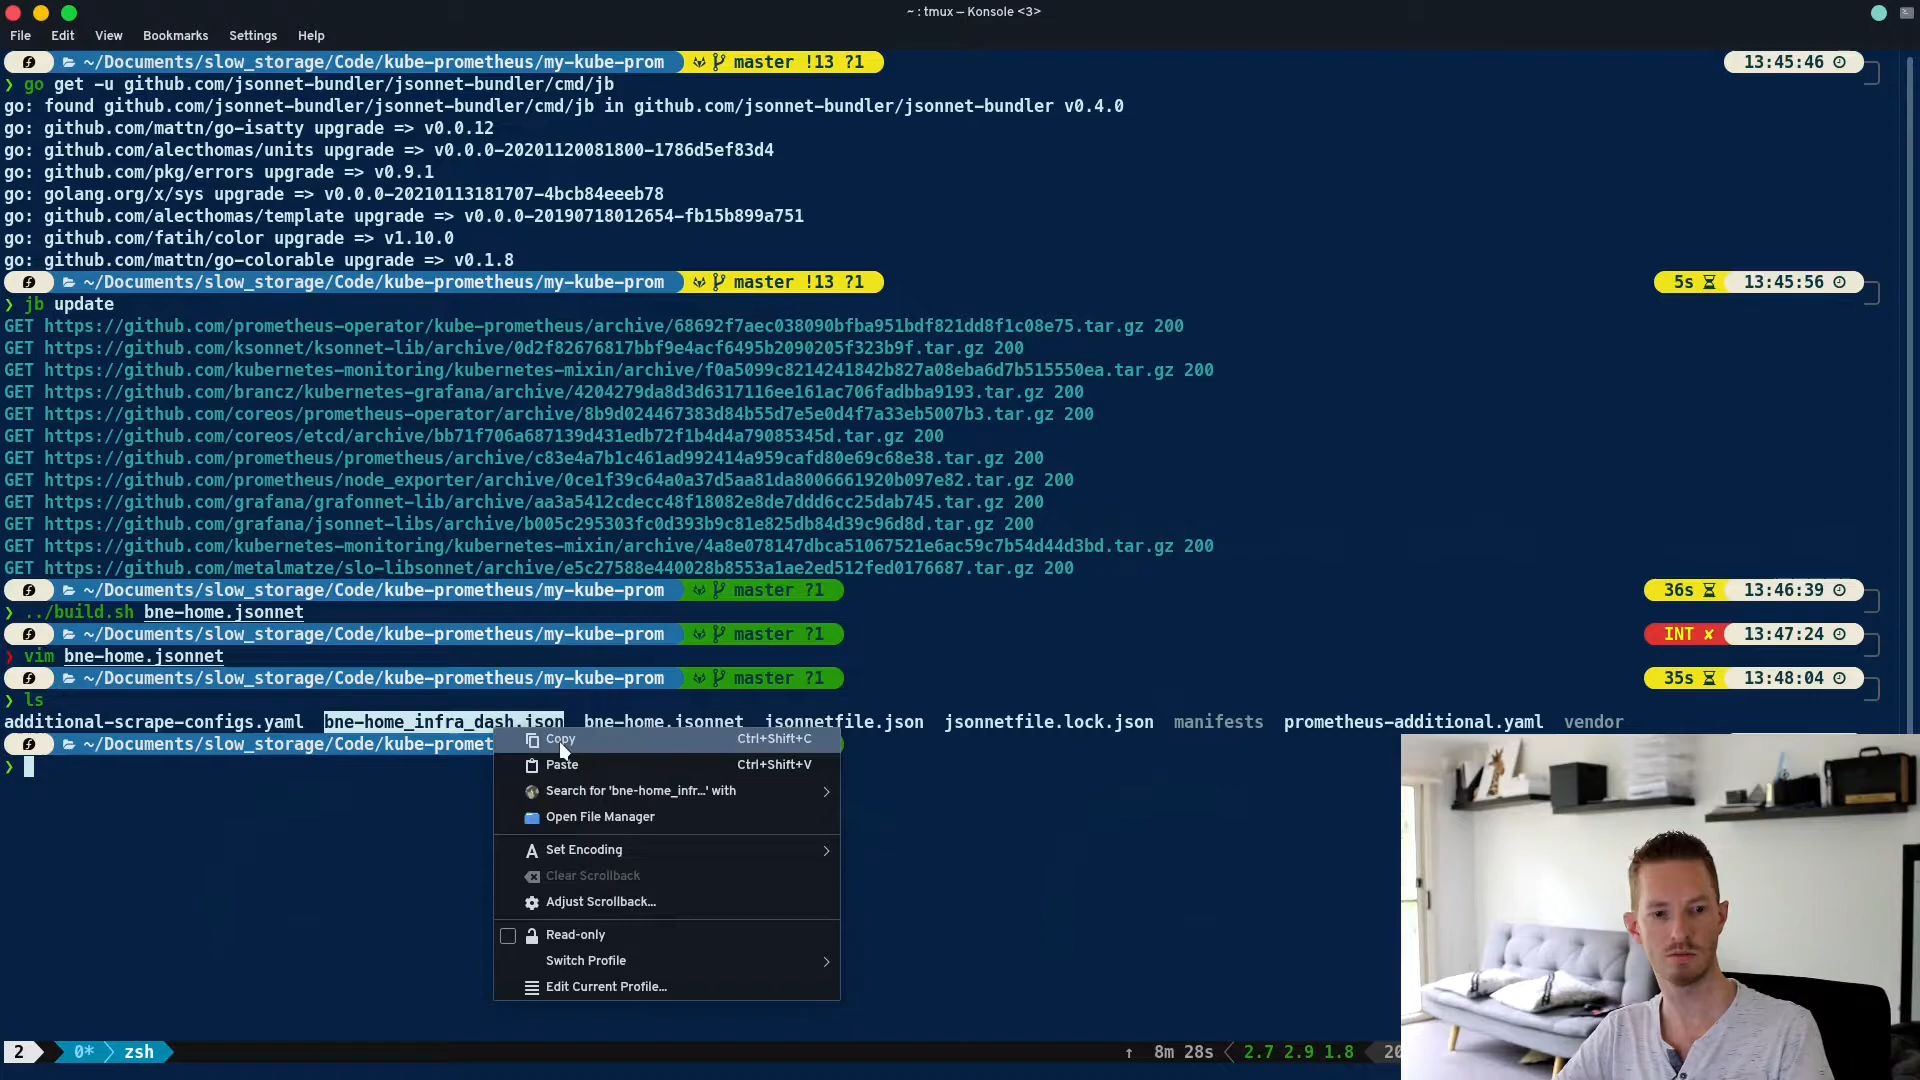 ~ : tmux — Konsole <3>
File Edit View Bookmarks Settings Help
~/Documents/slow_storage/Code/kube-prometheus/my-kube-prom master !13 ?1 13:45:46
❯ go get -u github.com/jsonnet-bundler/jsonnet-bundler/cmd/jb
go: found github.com/jsonnet-bundler/jsonnet-bundler/cmd/jb in github.com/jsonnet-bundler/jsonnet-bundler v0.4.0
go: github.com/mattn/go-isatty upgrade => v0.0.12
go: github.com/alecthomas/units upgrade => v0.0.0-20201120081800-1786d5ef83d4
go: github.com/pkg/errors upgrade => v0.9.1
go: golang.org/x/sys upgrade => v0.0.0-20210113181707-4bcb84eeeb78
go: github.com/alecthomas/template upgrade => v0.0.0-20190718012654-fb15b899a751
go: github.com/fatih/color upgrade => v1.10.0
go: github.com/mattn/go-colorable upgrade => v0.1.8
~/Documents/slow_storage/Code/kube-prometheus/my-kube-prom master !13 ?1 5s 13:45:56
❯ jb update
GET https://github.com/prometheus-operator/kube-prometheus/archive/68692f7aec038090bfba951bdf821dd8f1c08e75.tar.gz 200
GET https://github.com/ksonnet/ksonnet-lib/archive/0d2f82676817bbf9e4acf6495b2090205f323b9f.tar.gz 200
GET https://github.com/kubernetes-monitoring/kubernetes-mixin/archive/f0a5099c8214241842b827a08eba6d7b515550ea.tar.gz 200
GET https://github.com/brancz/kubernetes-grafana/archive/4204279da8d3d6317116ee161ac706fadbba9193.tar.gz 200
GET https://github.com/coreos/prometheus-operator/archive/8b9d024467383d84b55d7e5e0d4f7a33eb5007b3.tar.gz 200
GET https://github.com/coreos/etcd/archive/bb71f706a687139d431edb72f1b4d4a79085345d.tar.gz 200
GET https://github.com/prometheus/prometheus/archive/c83e4a7b1c461ad992414a959cafd80e69c68e38.tar.gz 200
GET https://github.com/prometheus/node_exporter/archive/0ce1f39c64a0a37d5aa81da8006661920b097e82.tar.gz 200
GET https://github.com/grafana/grafonnet-lib/archive/aa3a5412cdecc48f18082e8de7ddd6cc25dab745.tar.gz 200
GET https://github.com/grafana/jsonnet-libs/archive/b005c295303fc0d393b9c81e825db84d39c96d8d.tar.gz 200
GET https://github.com/kubernetes-monitoring/kubernetes-mixin/archive/4a8e078147dbca51067521e6ac59c7b54d44d3bd.tar.gz 200
GET https://github.com/metalmatze/slo-libsonnet/archive/e5c27588e440028b8553a1ae2ed512fed0176687.tar.gz 200
~/Documents/slow_storage/Code/kube-prometheus/my-kube-prom master ?1 36s 13:46:39
❯ ../build.sh bne-home.jsonnet
~/Documents/slow_storage/Code/kube-prometheus/my-kube-prom master ?1 INT ✘ 13:47:24
❯ vim bne-home.jsonnet
~/Documents/slow_storage/Code/kube-prometheus/my-kube-prom master ?1 35s 13:48:04
❯ ls
additional-scrape-configs.yaml bne-home_infra_dash.json bne-home.jsonnet jsonnetfile.json jsonnetfile.lock.json manifests prometheus-additional.yaml vendor
~/Documents/slow_storage/Code/kube-promet
❯
Copy Ctrl+Shift+C
Paste Ctrl+Shift+V
Search for 'bne-home_infr...' with
Open File Manager
Set Encoding
Clear Scrollback
Adjust Scrollback...
Read-only
Switch Profile
Edit Current Profile...
2 0* zsh ↑ 8m 28s 2.7 2.9 1.8 20